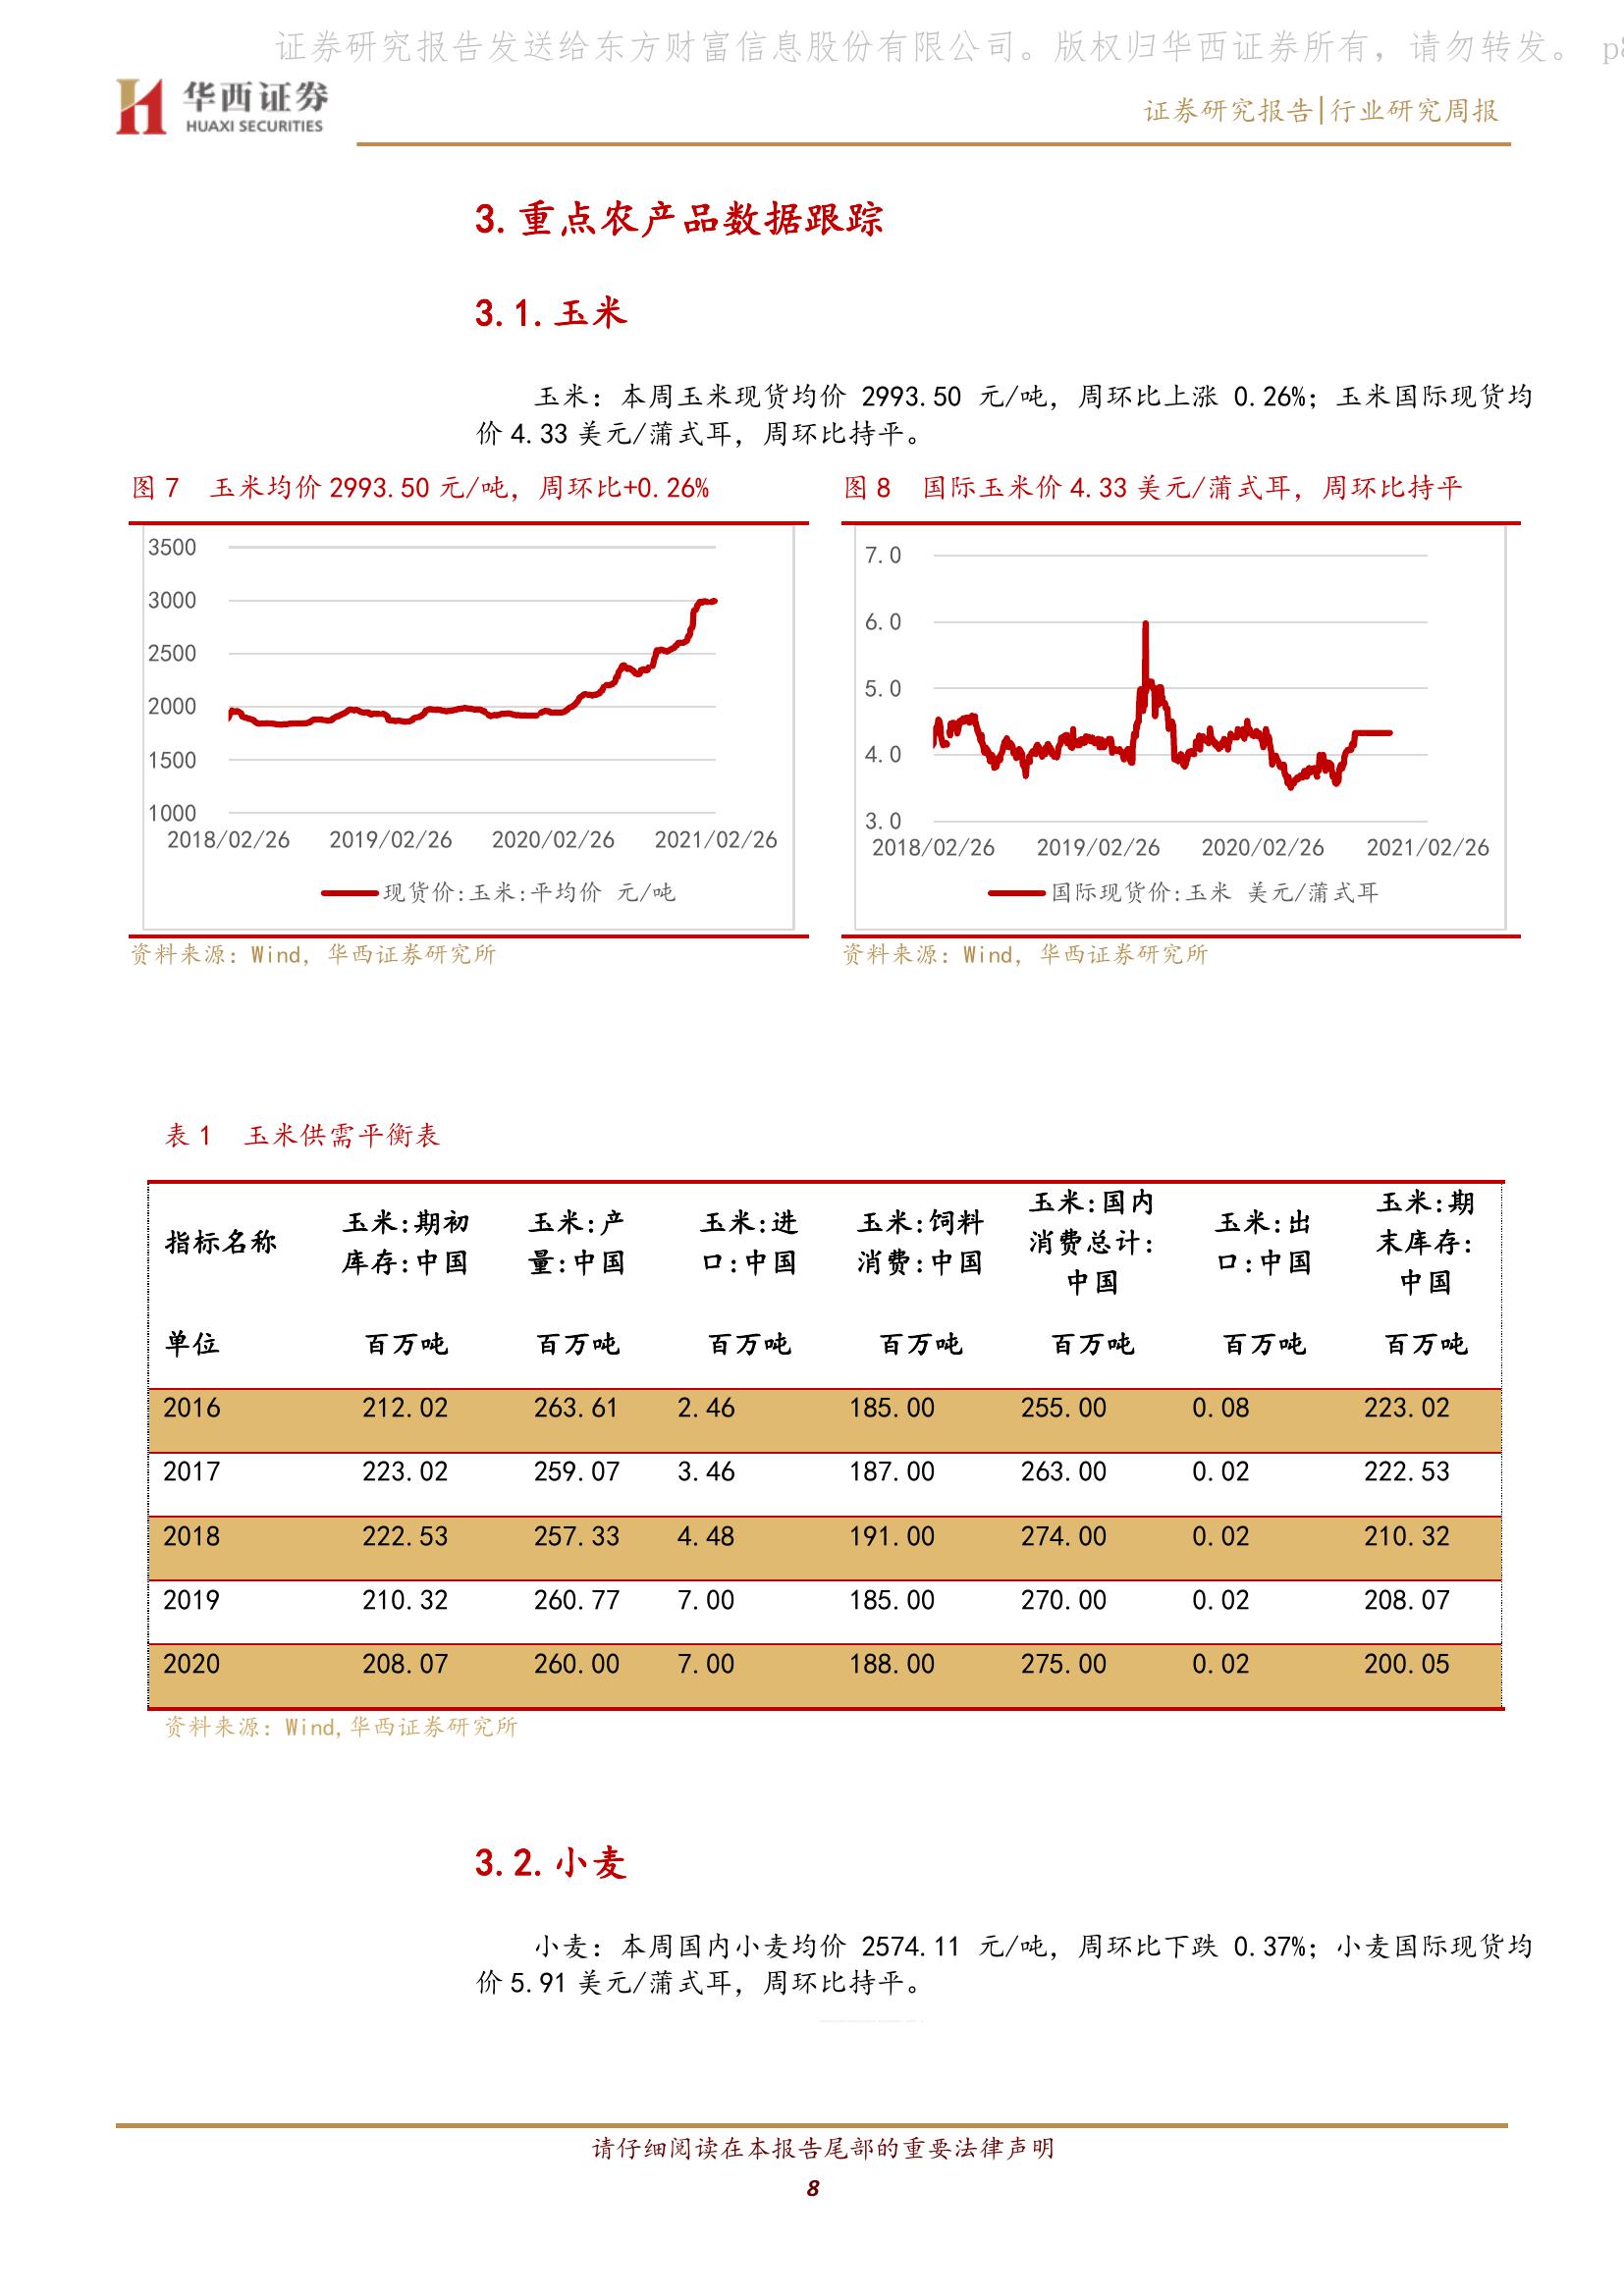 证券研究报告发送给东方财富信息股份有限公司。版权归华西证券所有，请勿转发。 p8
华西证券
HUAXI SECURITIES
证券研究报告|行业研究周报
3.重点农产品数据跟踪
3.1.玉米
玉米：本周玉米现货均价 2993.50 元/吨，周环比上涨 0.26%；玉米国际现货均
价 4.33 美元/蒲式耳，周环比持平。
图 7 玉米均价 2993.50 元/吨，周环比+0.26%
3500
3000
2500
2000
1500
1000
2018/02/26 2019/02/26 2020/02/26 2021/02/26
现货价:玉米:平均价 元/吨
资料来源：Wind，华西证券研究所
图 8 国际玉米价 4.33 美元/蒲式耳，周环比持平
7.0
6.0
5.0
4.0
3.0
2018/02/26 2019/02/26 2020/02/26 2021/02/26
国际现货价:玉米 美元/蒲式耳
资料来源：Wind，华西证券研究所
表 1 玉米供需平衡表
指标名称 玉米:期初库存:中国 玉米:产量:中国 玉米:进口:中国 玉米:饲料消费:中国 玉米:国内消费总计:中国 玉米:出口:中国 玉米:期末库存:中国
单位 百万吨 百万吨 百万吨 百万吨 百万吨 百万吨 百万吨
2016 212.02 263.61 2.46 185.00 255.00 0.08 223.02
2017 223.02 259.07 3.46 187.00 263.00 0.02 222.53
2018 222.53 257.33 4.48 191.00 274.00 0.02 210.32
2019 210.32 260.77 7.00 185.00 270.00 0.02 208.07
2020 208.07 260.00 7.00 188.00 275.00 0.02 200.05
资料来源：Wind,华西证券研究所
3.2.小麦
小麦：本周国内小麦均价 2574.11 元/吨，周环比下跌 0.37%；小麦国际现货均
价 5.91 美元/蒲式耳，周环比持平。
请仔细阅读在本报告尾部的重要法律声明
8